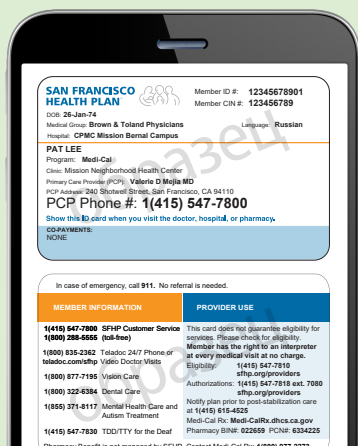 SAN FRANCISCO
HEALTH PLAN
Member ID #: 12345678901
Member CIN #: 123456789
DOB: 26-Jan-74
Medical Group: Brown & Toland Physicians
Language: Russian
Hospital: CPMC Mission Bernal Campus
PAT LEE
Program: Medi-Cal
Clinic: Mission Neighborhood Health Center
Primary Care Provider (PCP): Valerie D Mejia MD
PCP Address: 240 Shotwell Street, San Francisco, CA 94110
PCP Phone #: 1(415) 547-7800
Show this ID card when you visit the doctor, hospital, or pharmacy.
CO-PAYMENTS:
NONE
образец
In case of emergency, call 911. No referral is needed.
MEMBER INFORMATION
1(415) 547-7800 SFHP Customer Service
1(800) 288-5555 (toll-free)
1(800) 835-2362 Teladoc 24/7 Phone or
teladoc.com/sfhp Video Doctor Visits
1(800) 877-7195 Vision Care
1(800) 322-6384 Dental Care
1(855) 371-8117 Mental Health Care and
Autism Treatment
1(415) 547-7830 TDD/TTY for the Deaf
PROVIDER USE
This card does not guarantee eligibility for
services. Please check for eligibility.
Member has the right to an interpreter
at every medical visit at no charge.
Eligibility: 1(415) 547-7810
sfhp.org/providers
Authorizations: 1(415) 547-7818 ext. 7080
sfhp.org/providers
Notify plan prior to post-stabilization care
at 1(415) 615-4525
Medi-Cal Rx: Medi-CalRx.dhcs.ca.gov
Pharmacy BIN#: 022659 PCN#: 6334225
образец